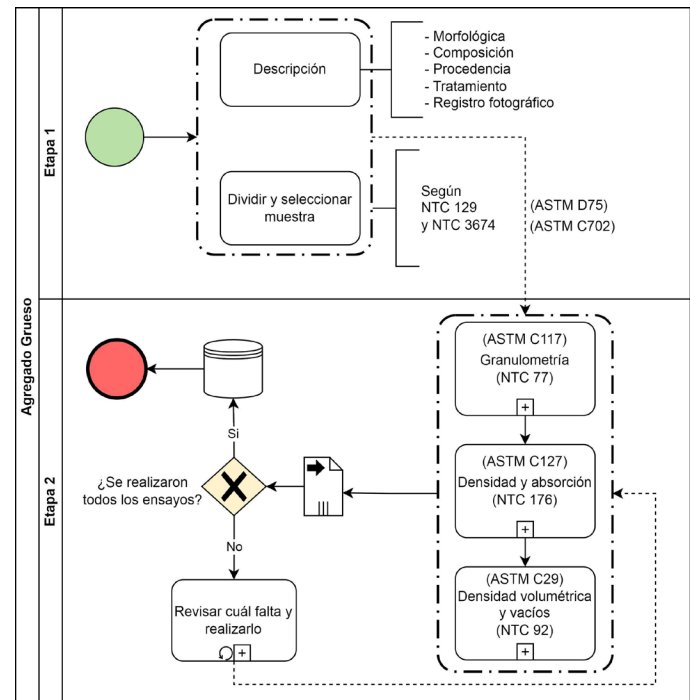 Agregado Grueso
Etapa 1
Descripción
- Morfológica
- Composición
- Procedencia
- Tratamiento
- Registro fotográfico
Dividir y seleccionar
muestra
Según
NTC 129
y NTC 3674
(ASTM D75)
(ASTM C702)
Etapa 2
(ASTM C117)
Granulometría
(NTC 77)
+
(ASTM C127)
Densidad y absorción
(NTC 176)
+
(ASTM C29)
Densidad volumétrica
y vacíos
(NTC 92)
+
Si
¿Se realizaron
todos los ensayos?
No
Revisar cuál falta y
realizarlo
+